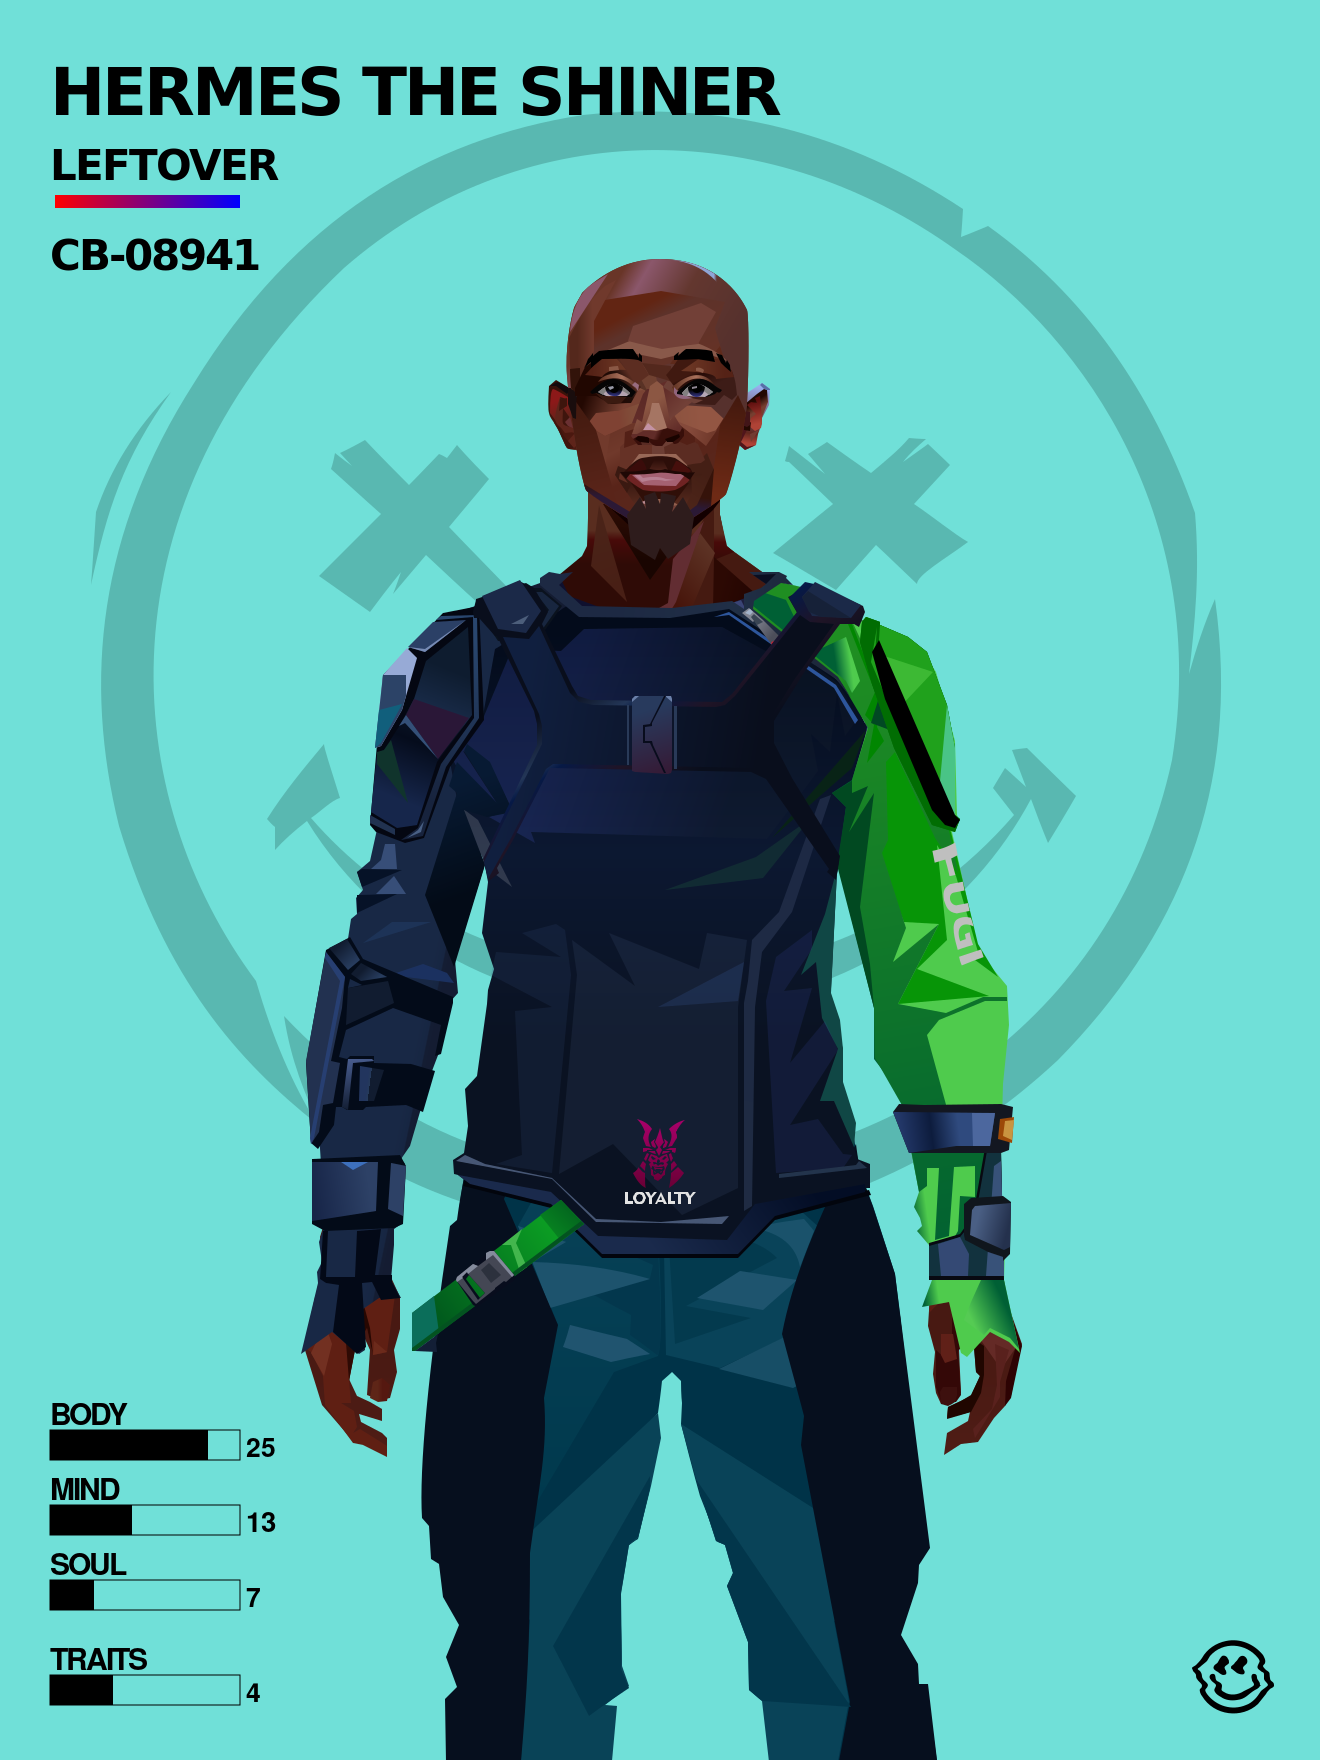 HERMES THE SHINER
LEFTOVER
CB-08941
FUGI
LOYALTY
BODY
25
MIND
13
SOUL
7
TRAITS
4